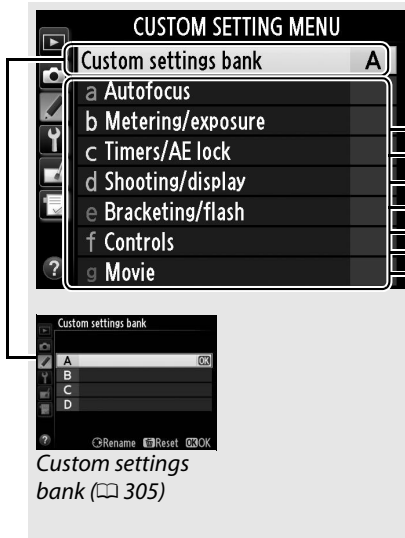 CUSTOM SETTING MENU
Custom settings bank A
a Autofocus
b Metering/exposure
c Timers/AE lock
d Shooting/display
e Bracketing/flash
f Controls
g Movie
?
Custom settings bank
A OK
B
C
D
? Rename Reset OK OK
Custom settings
bank (305)